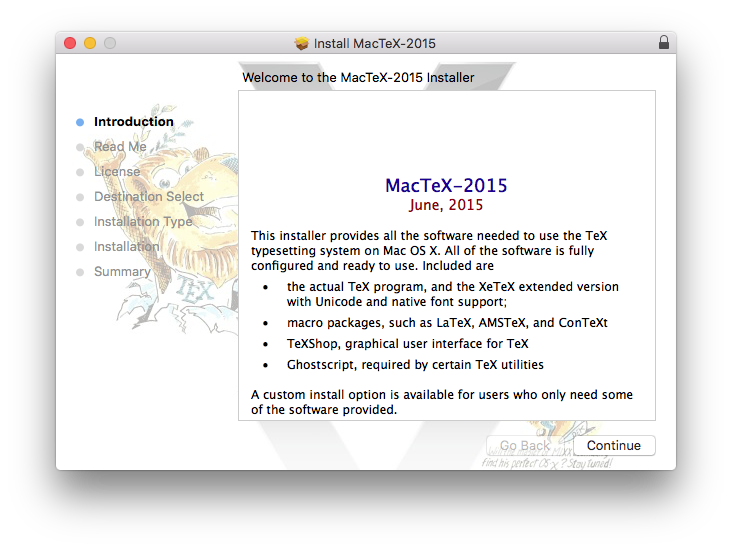 Install MacTeX-2015
Welcome to the MacTeX-2015 Installer
Introduction
Read Me
License
Destination Select
Installation Type
Installation
Summary
TEX
MacTeX-2015
June, 2015
This installer provides all the software needed to use the TeX
typesetting system on Mac OS X. All of the software is fully
configured and ready to use. Included are
• the actual TeX program, and the XeTeX extended version
with Unicode and native font support;
• macro packages, such as LaTeX, AMSTeX, and ConTeXt
• TeXShop, graphical user interface for TeX
• Ghostscript, required by certain TeX utilities
A custom install option is available for users who only need some
of the software provided.
Go Back
Continue
find his perfect OS-X? Stay tuned!